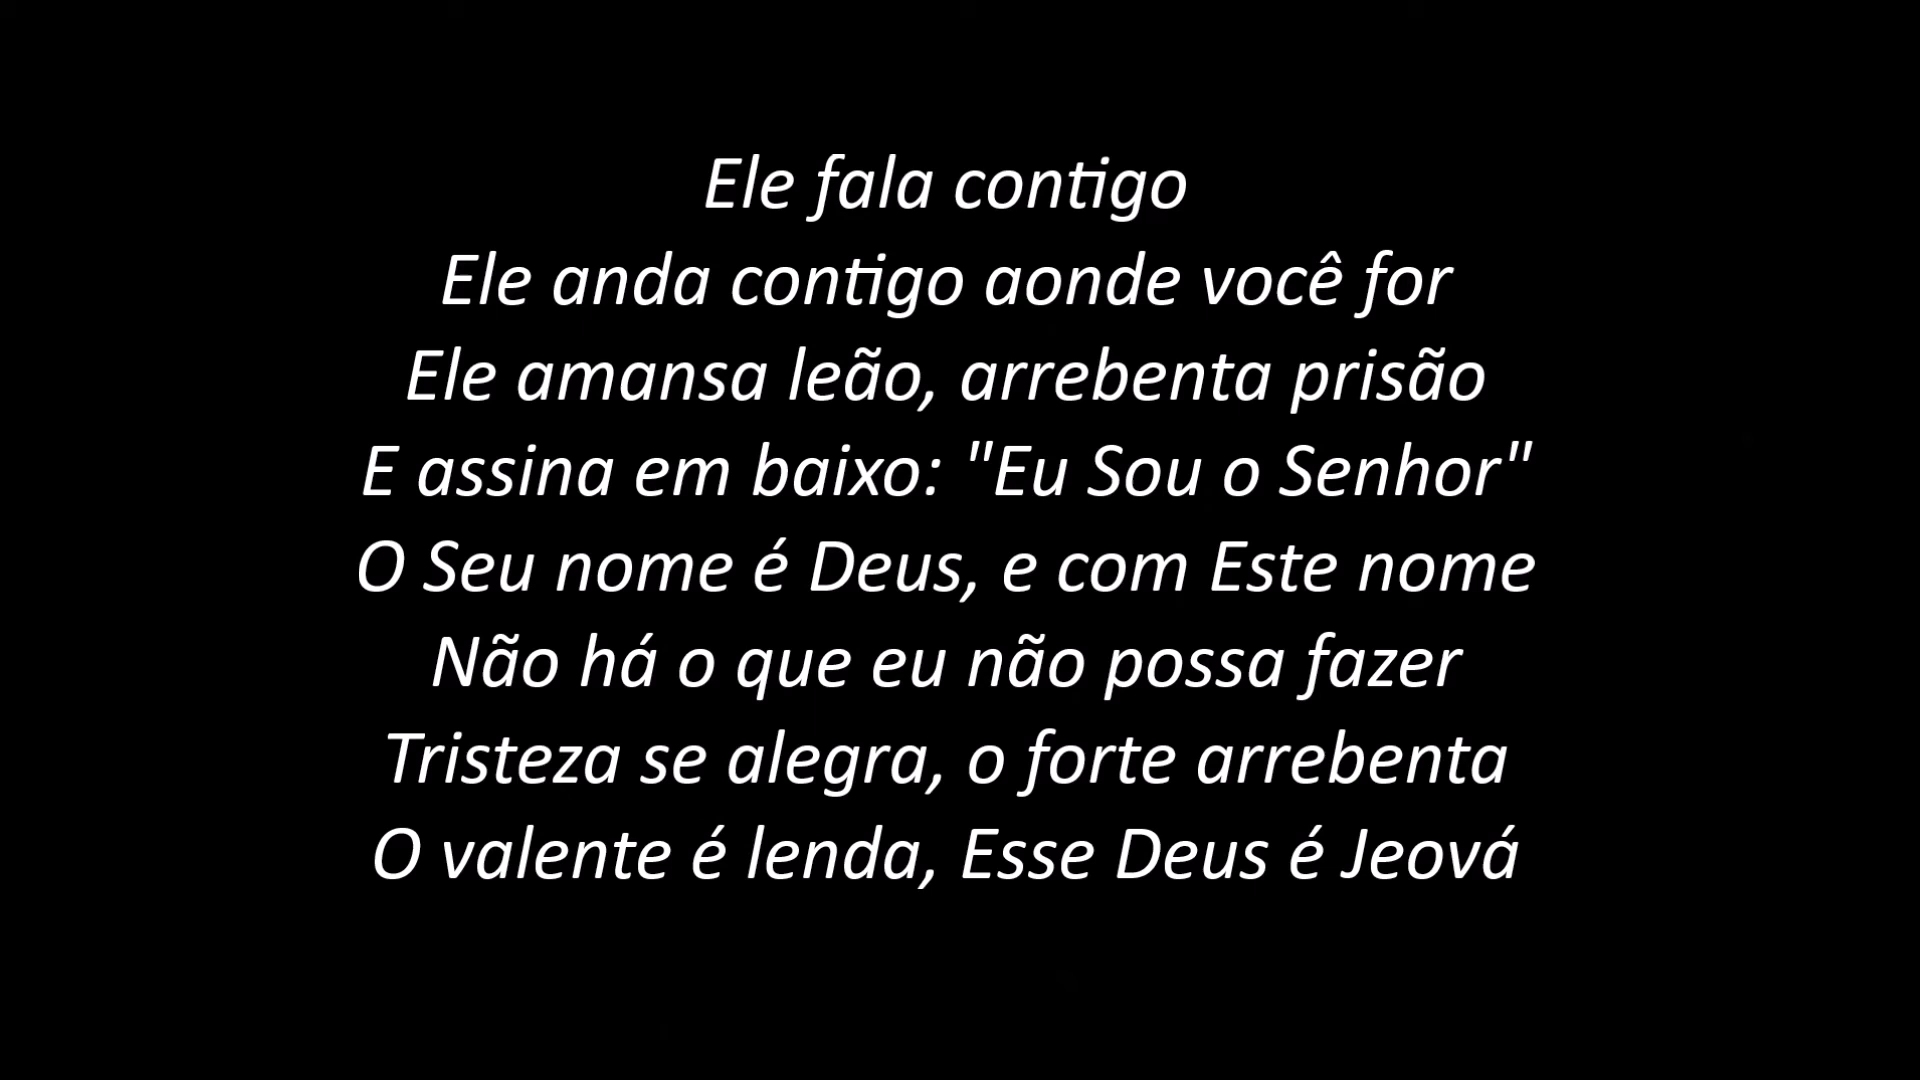 Ele fala contigo
Ele anda contigo aonde você for
Ele amansa leão, arrebenta prisão
E assina em baixo: "Eu Sou o Senhor"
O Seu nome é Deus, e com Este nome
Não há o que eu não possa fazer
Tristeza se alegra, o forte arrebenta
O valente é lenda, Esse Deus é Jeová